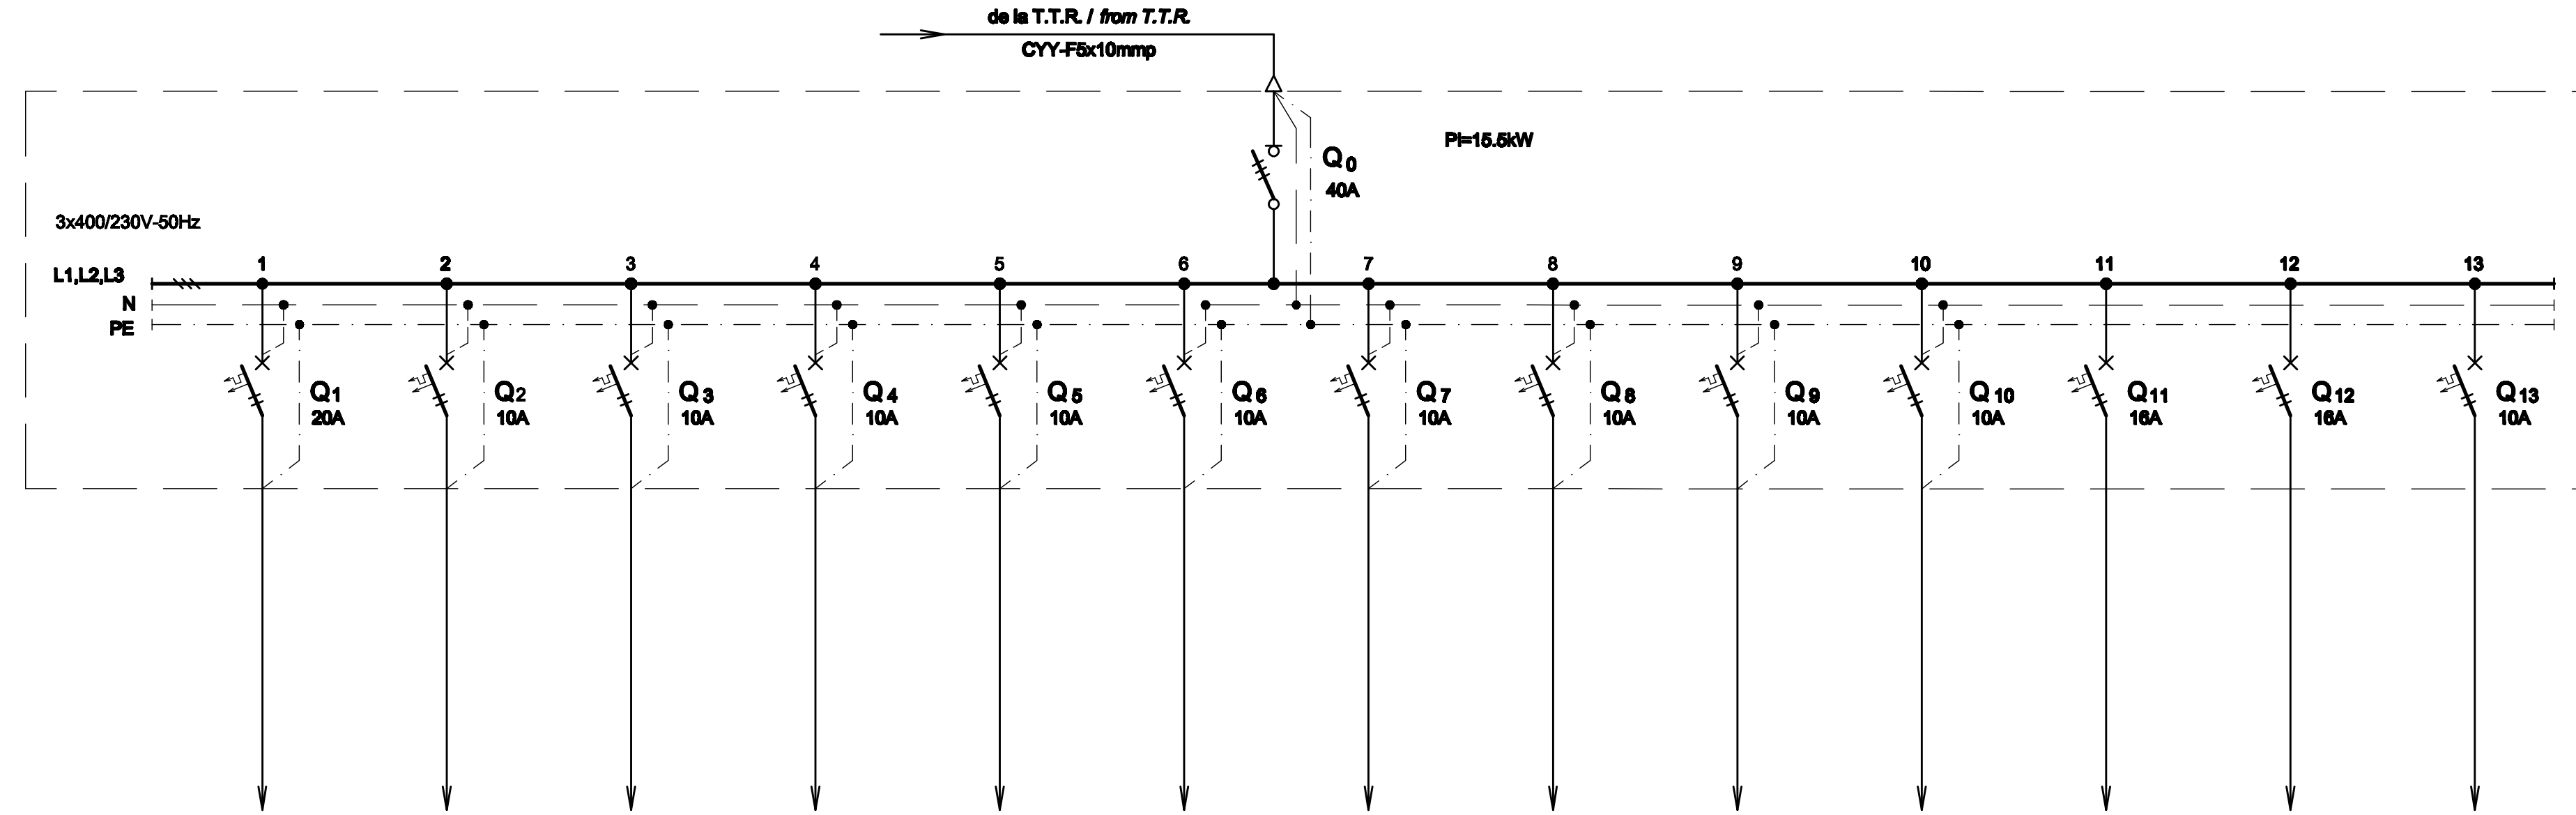 de la T.T.R. / from T.T.R.
CYY-F5x10mmp
Pi=15.5kW
Q0
40A
3x400/230V-50Hz
L1,L2,L3
N
PE
1 2 3 4 5 6 7 8 9 10 11 12 13
Q1 Q2 Q3 Q4 Q5 Q6 Q7 Q8 Q9 Q10 Q11 Q12 Q13
20A 10A 10A 10A 10A 10A 10A 10A 10A 10A 16A 16A 10A